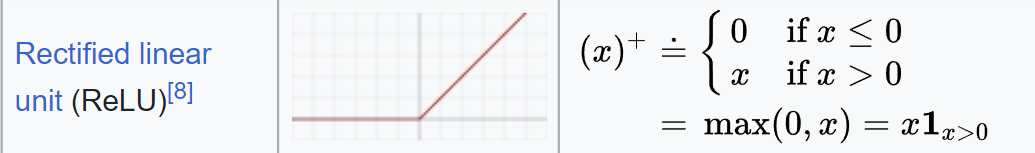 Rectified linear
unit (ReLU)[8]
(x)⁺ ≐ { 0 if x ≤ 0
x if x > 0
= max(0, x) = x𝟏ₓ>₀